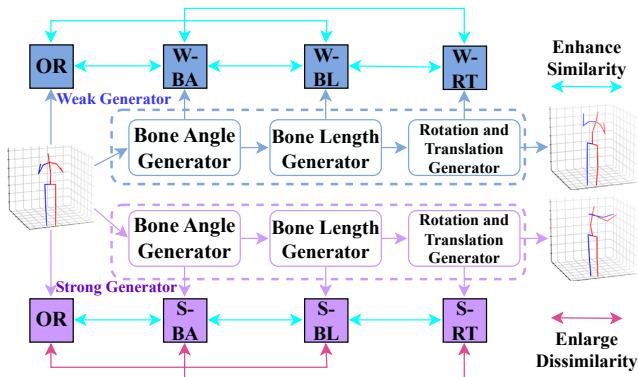 OR
W-
BA
W-
BL
W-
RT
Enhance
Similarity
Weak Generator
Bone Angle
Generator
Bone Length
Generator
Rotation and
Translation
Generator
Bone Angle
Generator
Bone Length
Generator
Rotation and
Translation
Generator
Strong Generator
OR
S-
BA
S-
BL
S-
RT
Enlarge
Dissimilarity